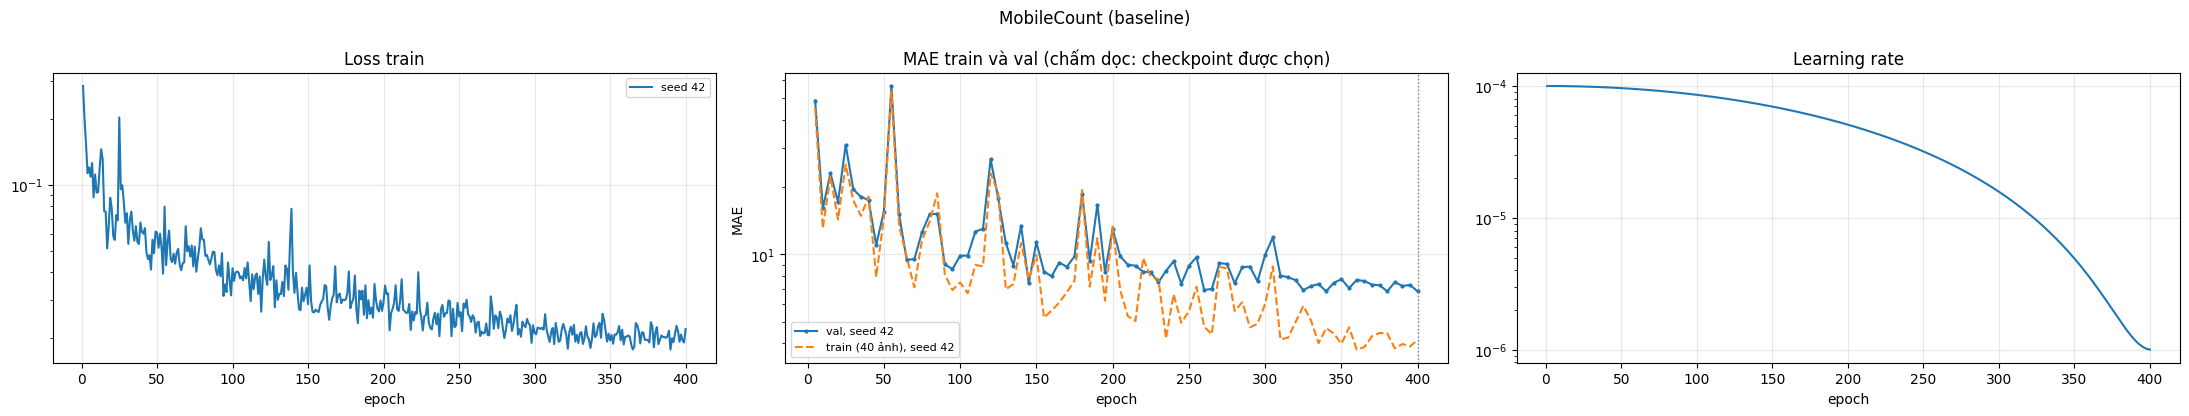 MobileCount (baseline)
Loss train
seed 42
10⁻¹
0 50 100 150 200 250 300 350 400
epoch
MAE train và val (chấm dọc: checkpoint được chọn)
MAE
10¹
val, seed 42
train (40 ảnh), seed 42
0 50 100 150 200 250 300 350 400
epoch
Learning rate
10⁻⁴
10⁻⁵
10⁻⁶
0 50 100 150 200 250 300 350 400
epoch